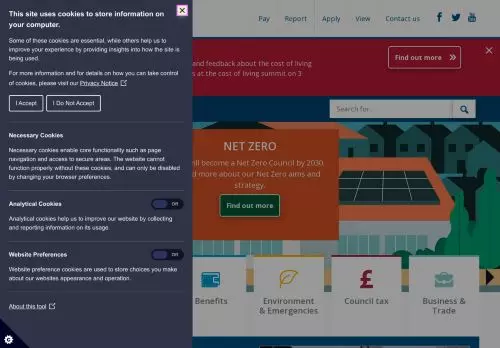 This site uses cookies to store information on
your computer.
Some of these cookies are essential, while others help us to
improve your experience by providing insights into how the site is
being used.
For more information and for details on how you can take control
of cookies, please visit our Privacy Notice
I Accept
I Do Not Accept
Necessary Cookies
Necessary cookies enable core functionality such as page
navigation and access to secure areas. The website cannot
function properly without these cookies, and can only be disabled
by changing your browser preferences.
Analytical Cookies
Off
Analytical cookies help us to improve our website by collecting
and reporting information on its usage.
Website Preferences
Off
Website preference cookies are used to store choices you make
about our websites appearance and operation.
About this tool
Pay
Report
Apply
View
Contact us
and feedback about the cost of living
s at the cost of living summit on 3
Find out more
Search for...
NET ZERO
ill become a Net Zero Council by 2030.
d more about our Net Zero aims and
strategy.
Find out more
Benefits
Environment
& Emergencies
Council tax
Business &
Trade